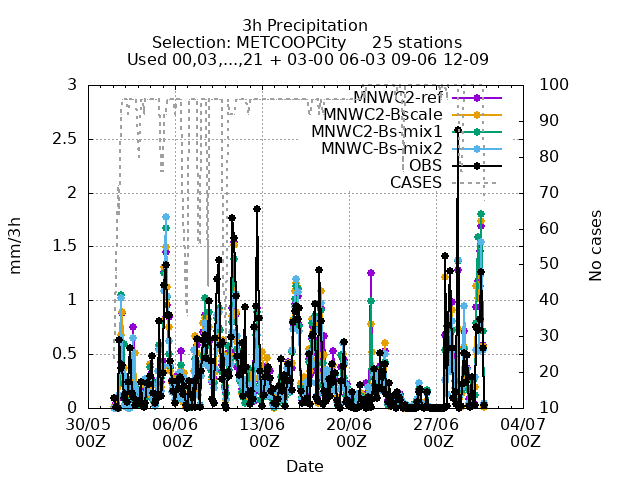 3h Precipitation
Selection: METCOOPCity 25 stations
Used 00,03,...,21 + 03-00 06-03 09-06 12-09
MNWC2-ref
MNWC2-Bscale
MNWC2-Bs-mix1
MNWC-Bs-mix2
OBS
CASES
3
2.5
2
1.5
1
0.5
0
100
90
80
70
60
50
40
30
20
10
mm/3h
No cases
30/05 06/06 13/06 20/06 27/06 04/07
00Z 00Z 00Z 00Z 00Z 00Z
Date